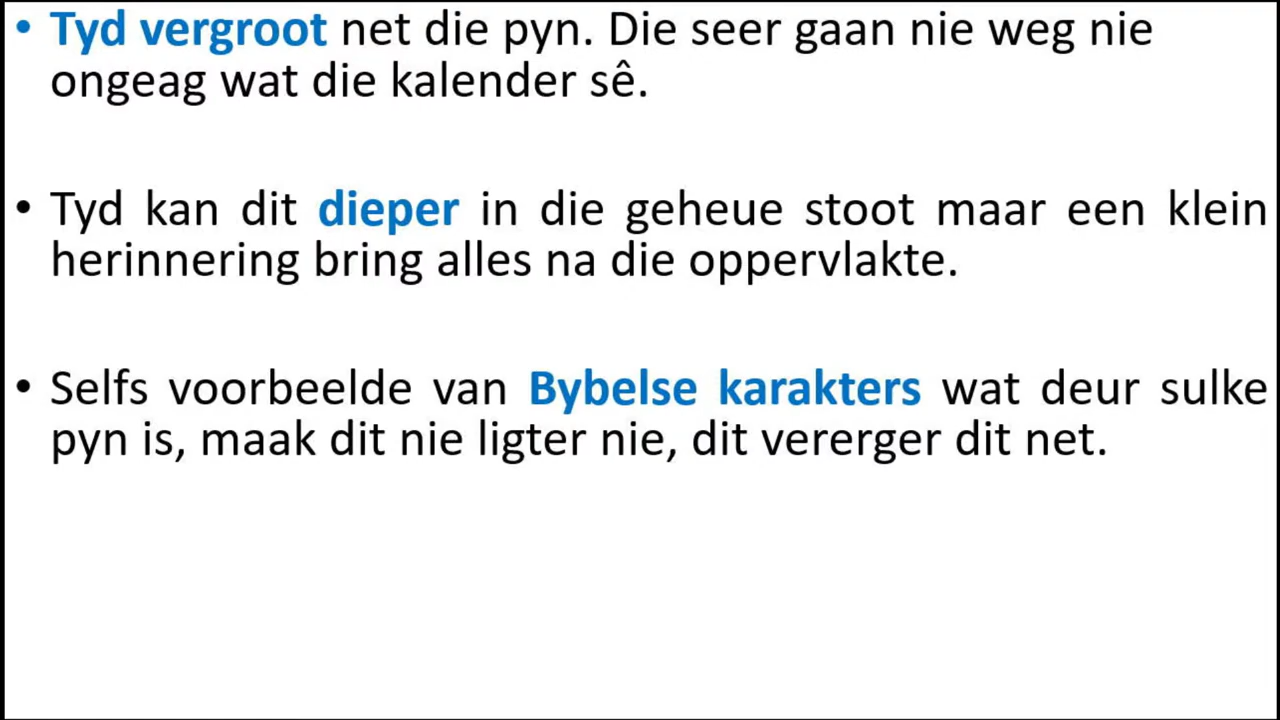 • Tyd vergroot net die pyn. Die seer gaan nie weg nie
ongeag wat die kalender sê.
• Tyd kan dit dieper in die geheue stoot maar een klein
herinnering bring alles na die oppervlakte.
• Selfs voorbeelde van Bybelse karakters wat deur sulke
pyn is, maak dit nie ligter nie, dit vererger dit net.